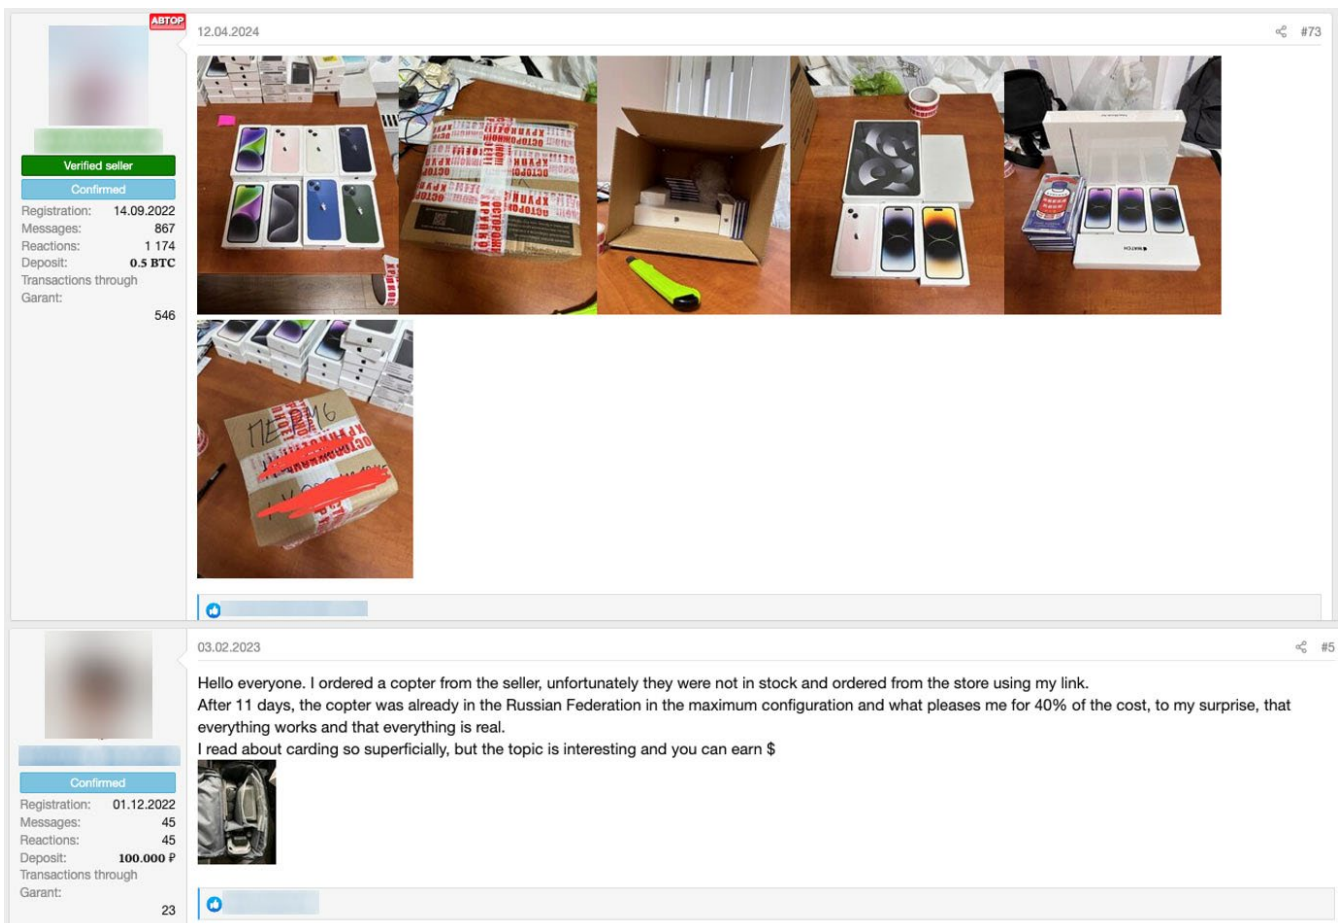 АВТОР
12.04.2024
#73
Verified seller
Confirmed
Registration: 14.09.2022
Messages: 867
Reactions: 1 174
Deposit: 0.5 BTC
Transactions through
Garant:
546
WATCH
03.02.2023
#5
Hello everyone. I ordered a copter from the seller, unfortunately they were not in stock and ordered from the store using my link.
After 11 days, the copter was already in the Russian Federation in the maximum configuration and what pleases me for 40% of the cost, to my surprise, that
everything works and that everything is real.
I read about carding so superficially, but the topic is interesting and you can earn $
Confirmed
Registration: 01.12.2022
Messages: 45
Reactions: 45
Deposit: 100.000 ₽
Transactions through
Garant:
23